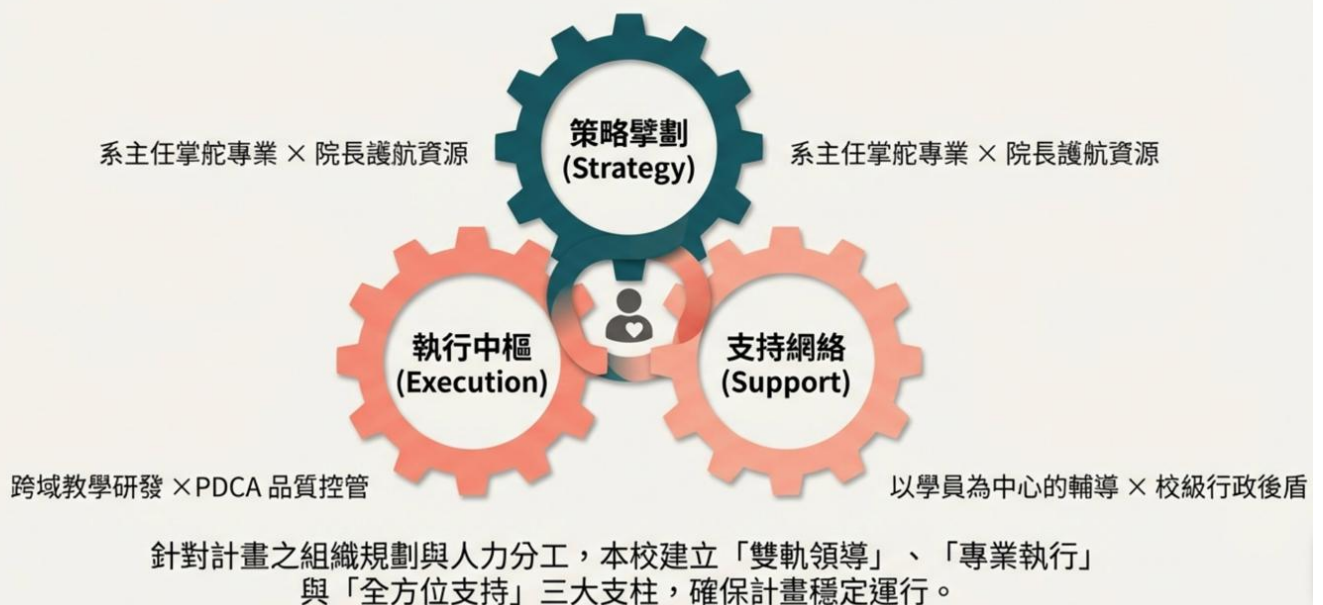 策略擘劃
(Strategy)
系主任掌舵專業 × 院長護航資源
系主任掌舵專業 × 院長護航資源
執行中樞
(Execution)
支持網絡
(Support)
跨域教學研發 ×PDCA 品質控管
以學員為中心的輔導 × 校級行政後盾
針對計畫之組織規劃與人力分工，本校建立「雙軌領導」、「專業執行」
與「全方位支持」三大支柱，確保計畫穩定運行。